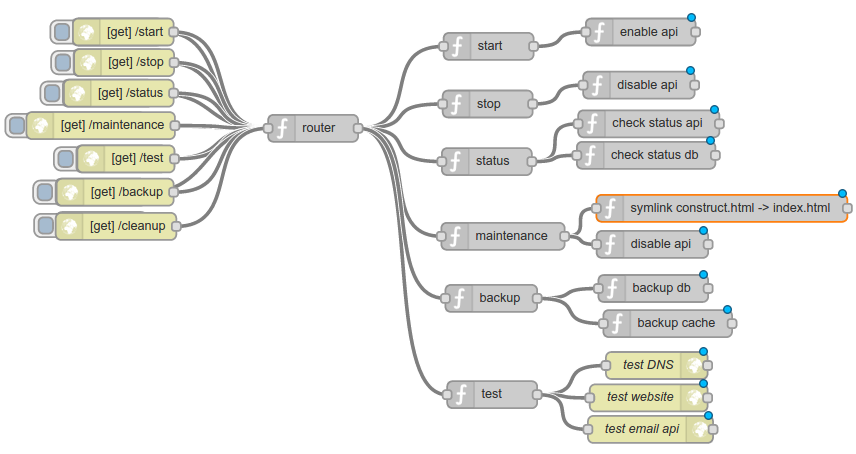 [get] /start
[get] /stop
[get] /status
[get] /maintenance
[get] /test
[get] /backup
[get] /cleanup
router
start
stop
status
maintenance
backup
test
enable api
disable api
check status api
check status db
symlink construct.html -> index.html
disable api
backup db
backup cache
test DNS
test website
test email api